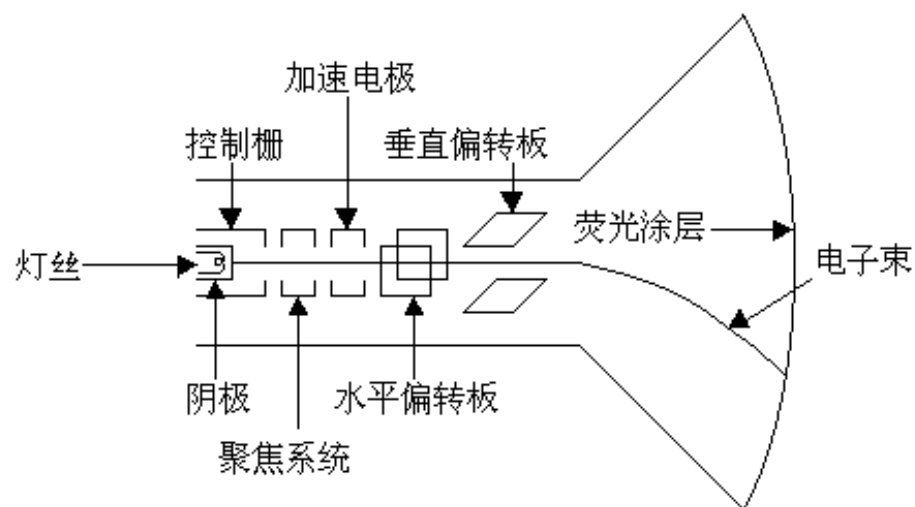 加速电极
控制栅
垂直偏转板
荧光涂层
灯丝
电子束
阴极
水平偏转板
聚焦系统